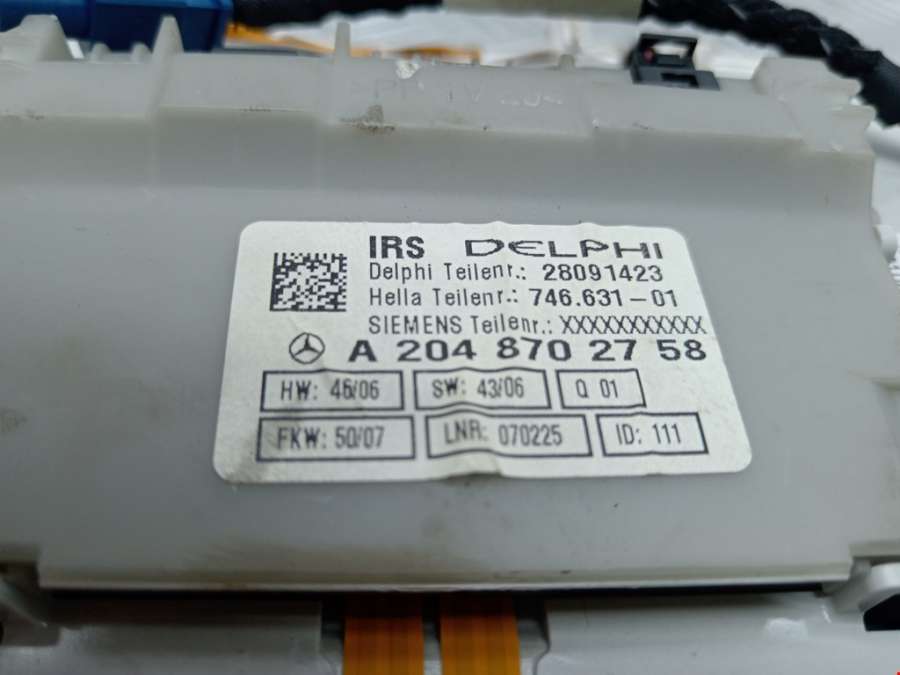 IRS DELPHI
Delphi Teilenr.: 28091423
Hella Teilenr.: 746.631-01
SIEMENS Teilenr.: XXXXXXXXXXX
A 204 870 27 58
HW: 46/06 SW: 43/06 Q 01
FKW: 50/07 LNR: 070225 ID: 111